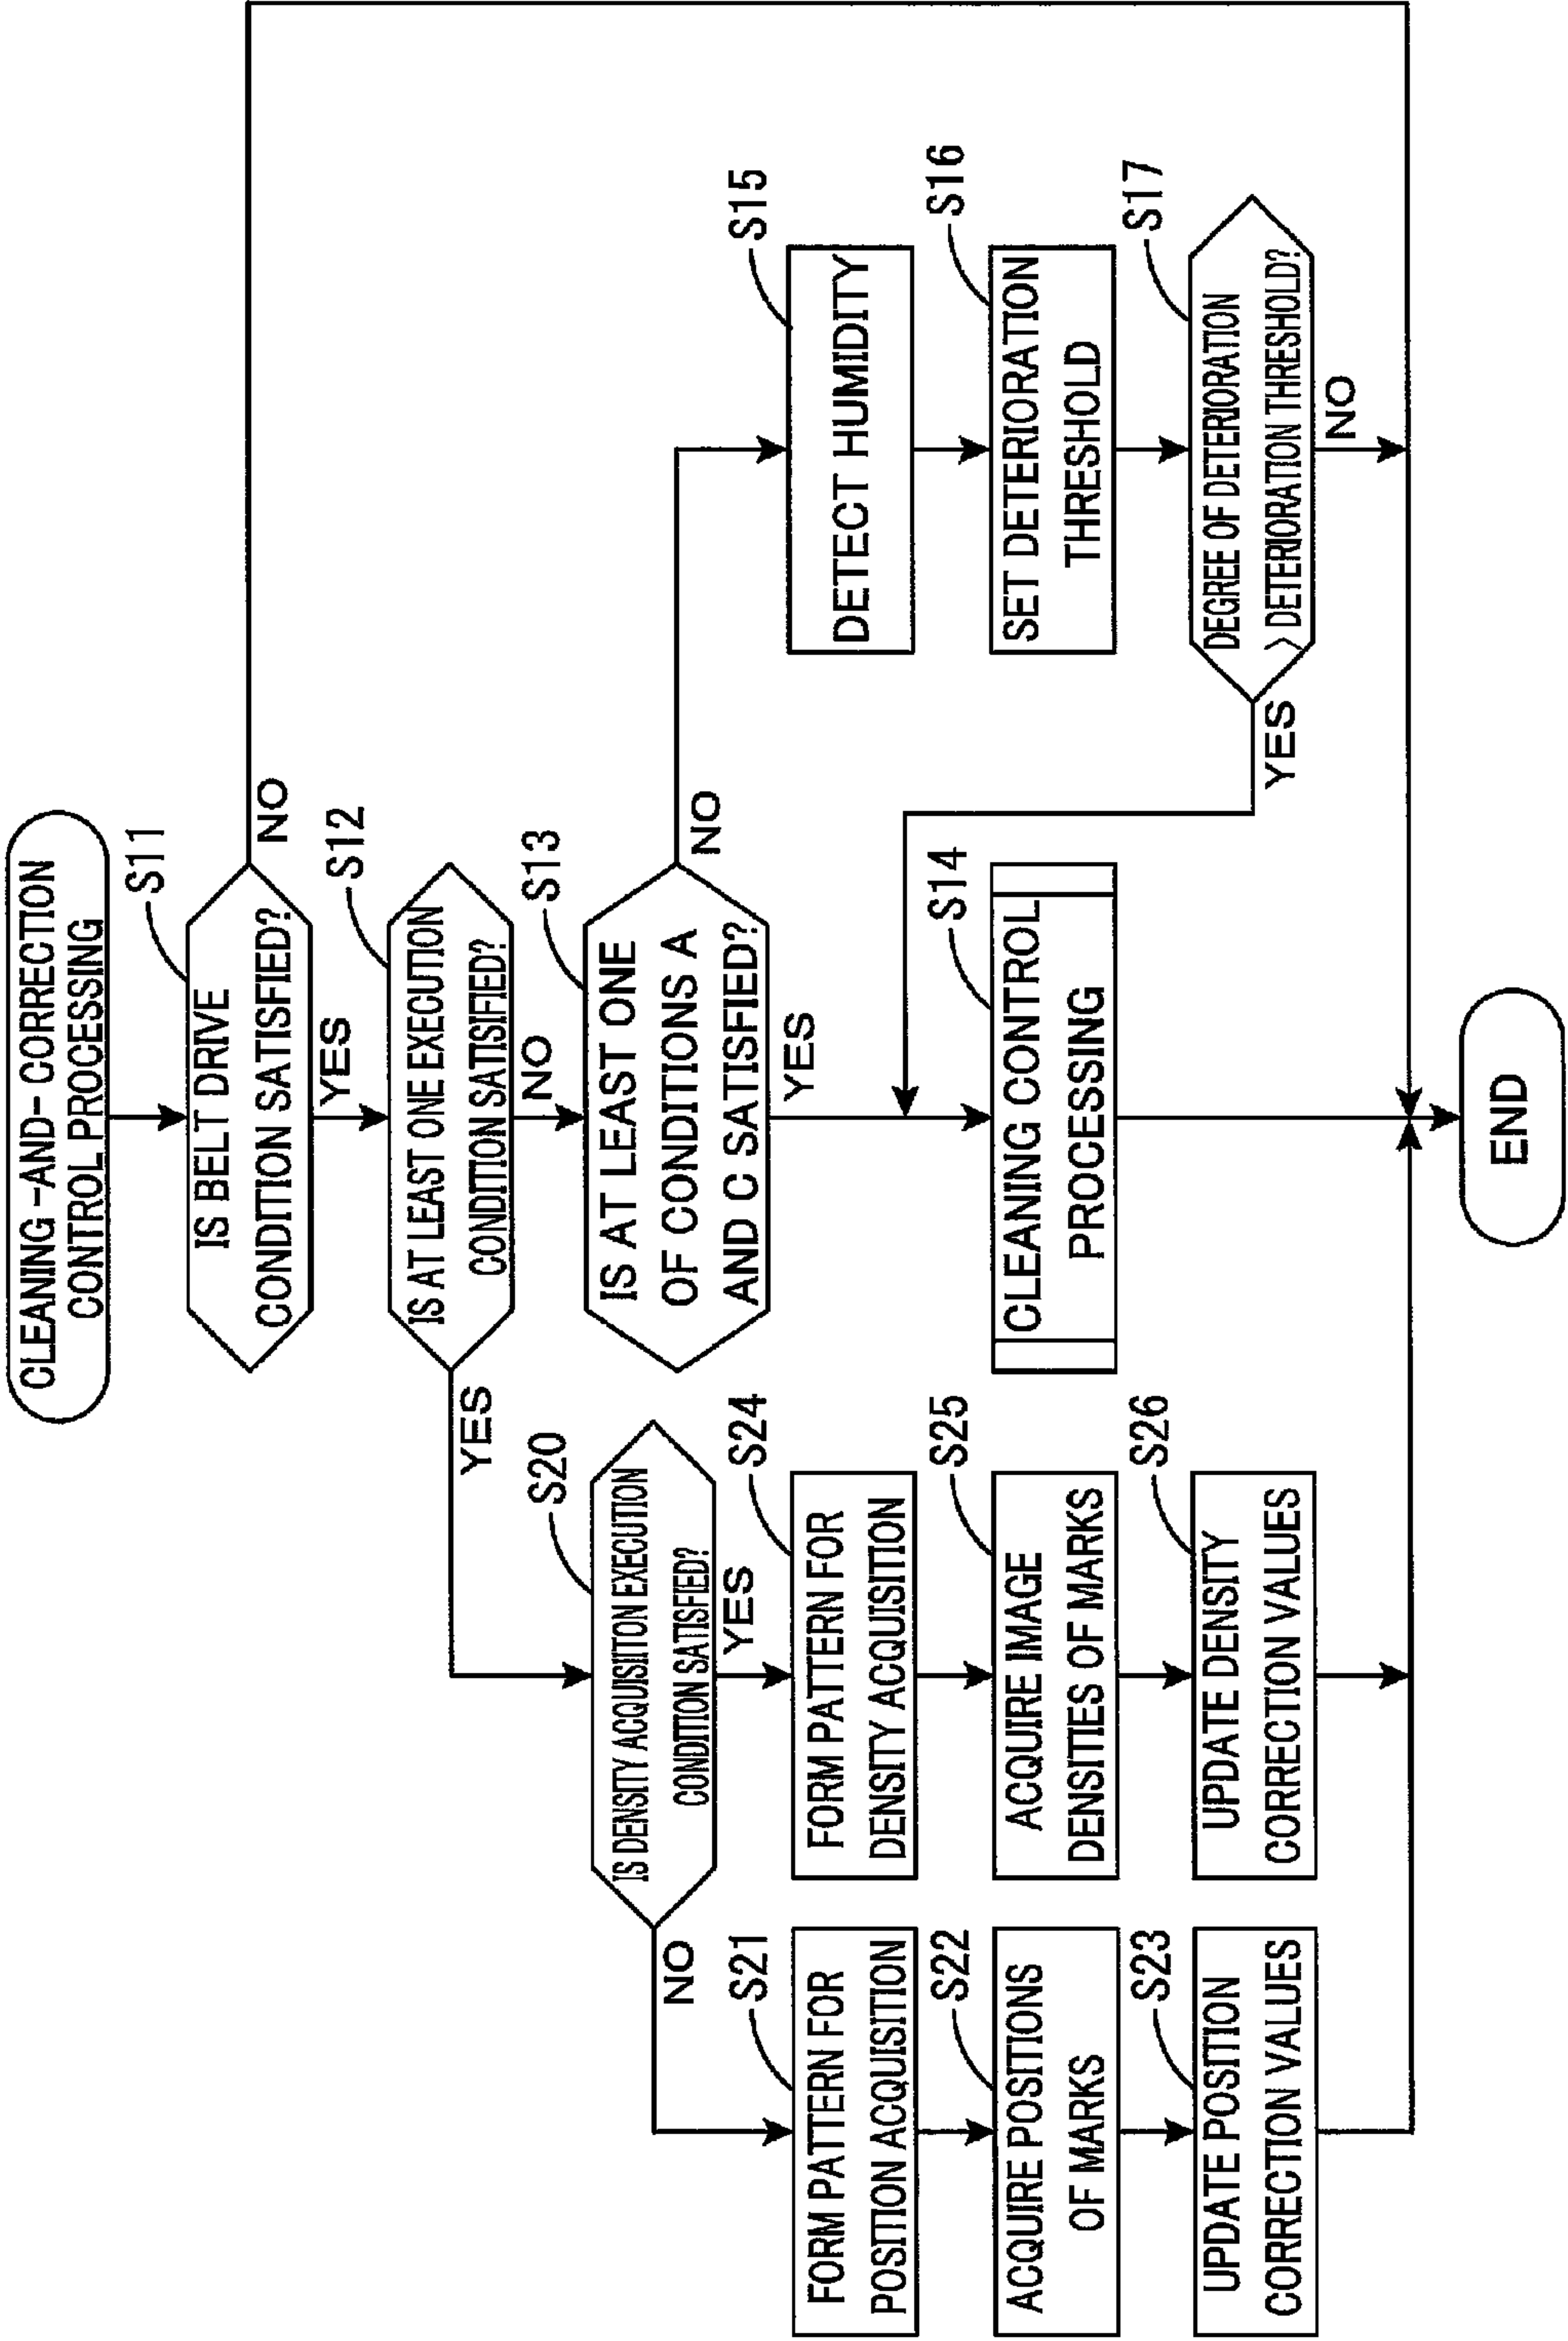 CLEANING -AND- CORRECTION
CONTROL PROCESSING
S11
IS BELT DRIVE
CONDITION SATISFIED?
NO
YES
S12
IS AT LEAST ONE EXECUTION
CONDITION SATISIFIED?
YES
NO
S13
IS AT LEAST ONE
OF CONDITIONS A
AND C SATISFIED?
NO
YES
S14
CLEANING CONTROL
PROCESSING
S15
DETECT HUMIDITY
S16
SET DETERIORATION
THRESHOLD
S17
DEGREE OF DETERIORATION
> DETERIORATION THRESHOLD?
YES
NO
S20
IS DENSITY ACQUISIITON EXECUTION
CONDITION SATISFIED?
NO
YES
S21
FORM PATTERN FOR
POSITION ACQUISITION
S22
ACQUIRE POSITIONS
OF MARKS
S23
UPDATE POSITION
CORRECTION VALUES
S24
FORM PATTERN FOR
DENSITY ACQUISITION
S25
ACQUIRE IMAGE
DENSITIES OF MARKS
S26
UPDATE DENSITY
CORRECTION VALUES
END